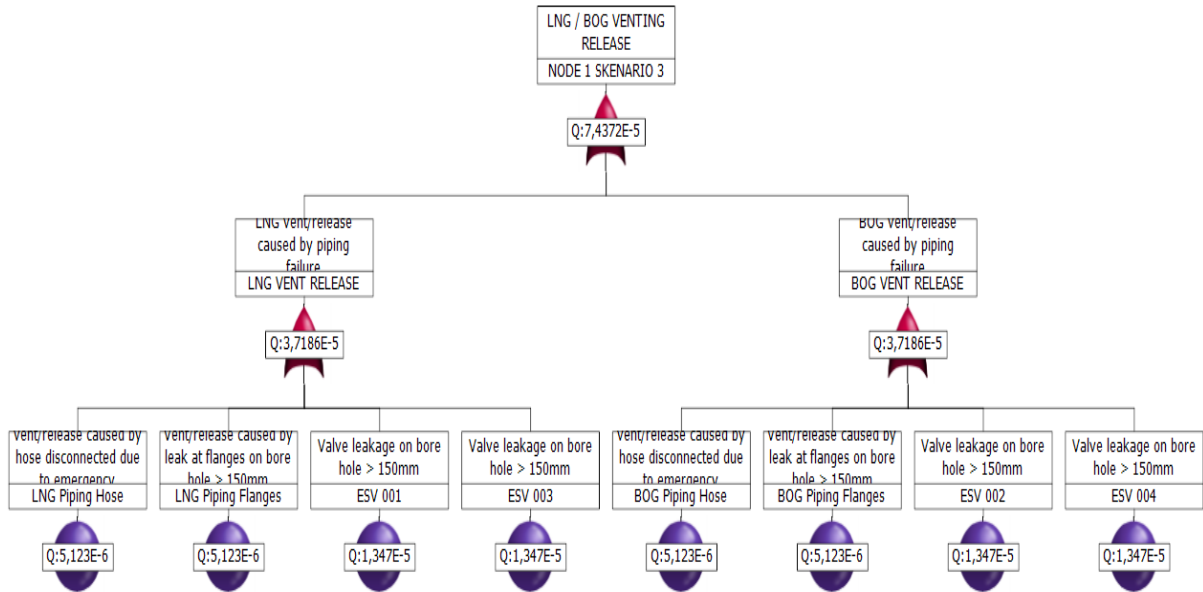 LNG / BOG VENTING
RELEASE
NODE 1 SKENARIO 3
Q:7,4372E-5
LNG Vent/release
caused by piping
failure
LNG VENT RELEASE
Q:3,7186E-5
BOG Vent/release
caused by piping
failure
BOG VENT RELEASE
Q:3,7186E-5
Vent/release caused by
hose disconnected due
to emergency
LNG Piping Hose
Q:5,123E-6
Vent/release caused by
leak at flanges on bore
hole > 150mm
LNG Piping Flanges
Q:5,123E-6
Valve leakage on bore
hole > 150mm
ESV 001
Q:1,347E-5
Valve leakage on bore
hole > 150mm
ESV 003
Q:1,347E-5
Vent/release caused by
hose disconnected due
to emergency
BOG Piping Hose
Q:5,123E-6
Vent/release caused by
leak at flanges on bore
hole > 150mm
BOG Piping Flanges
Q:5,123E-6
Valve leakage on bore
hole > 150mm
ESV 002
Q:1,347E-5
Valve leakage on bore
hole > 150mm
ESV 004
Q:1,347E-5